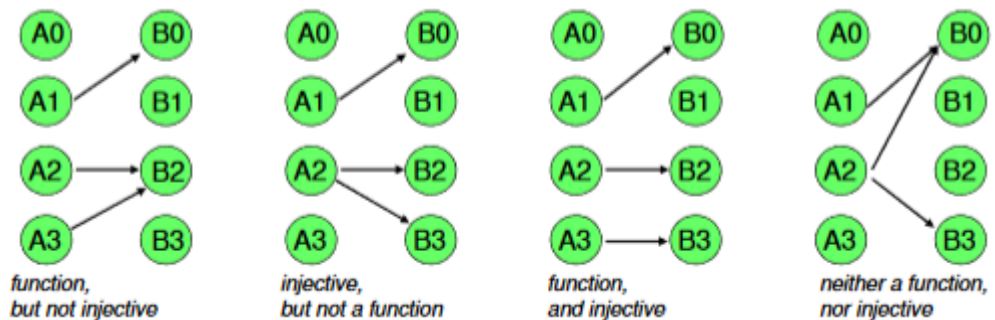 A0 B0 A0 B0 A0 B0 A0 B0
A1 B1 A1 B1 A1 B1 A1 B1
A2 B2 A2 B2 A2 B2 A2 B2
A3 B3 A3 B3 A3 B3 A3 B3
function, injective, function, neither a function,
but not injective but not a function and injective nor injective